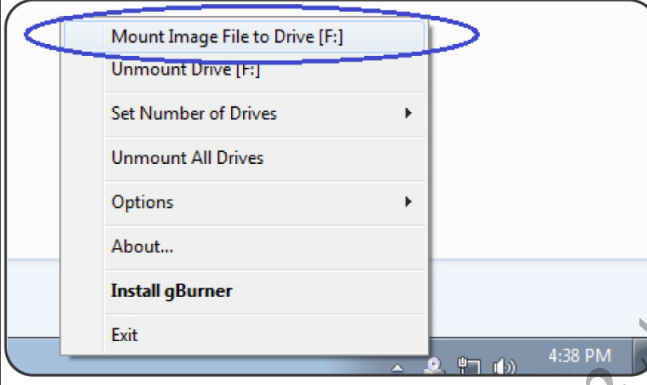 Mount Image File to Drive [F:]
Unmount Drive [F:]
Set Number of Drives
Unmount All Drives
Options
About...
Install gBurner
Exit
4:38 PM